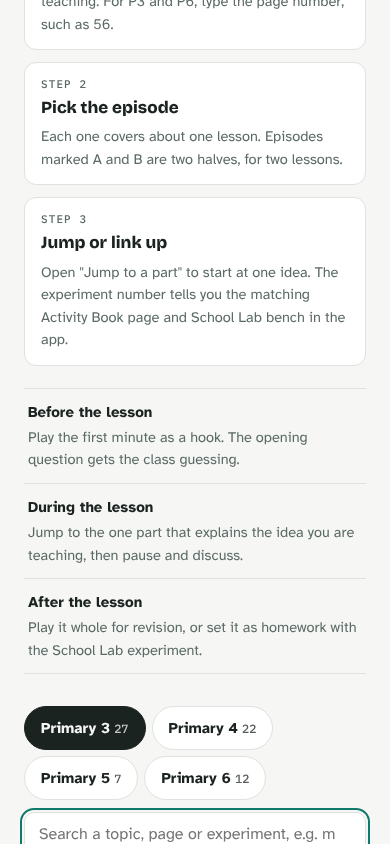 teaching. For P3 and P6, type the page number,
such as 56.
STEP 2
Pick the episode
Each one covers about one lesson. Episodes
marked A and B are two halves, for two lessons.
STEP 3
Jump or link up
Open "Jump to a part" to start at one idea. The
experiment number tells you the matching
Activity Book page and School Lab bench in the
app.
Before the lesson
Play the first minute as a hook. The opening
question gets the class guessing.
During the lesson
Jump to the one part that explains the idea you are
teaching, then pause and discuss.
After the lesson
Play it whole for revision, or set it as homework with
the School Lab experiment.
Primary 3 27 Primary 4 22
Primary 5 7 Primary 6 12
Search a topic, page or experiment, e.g. m